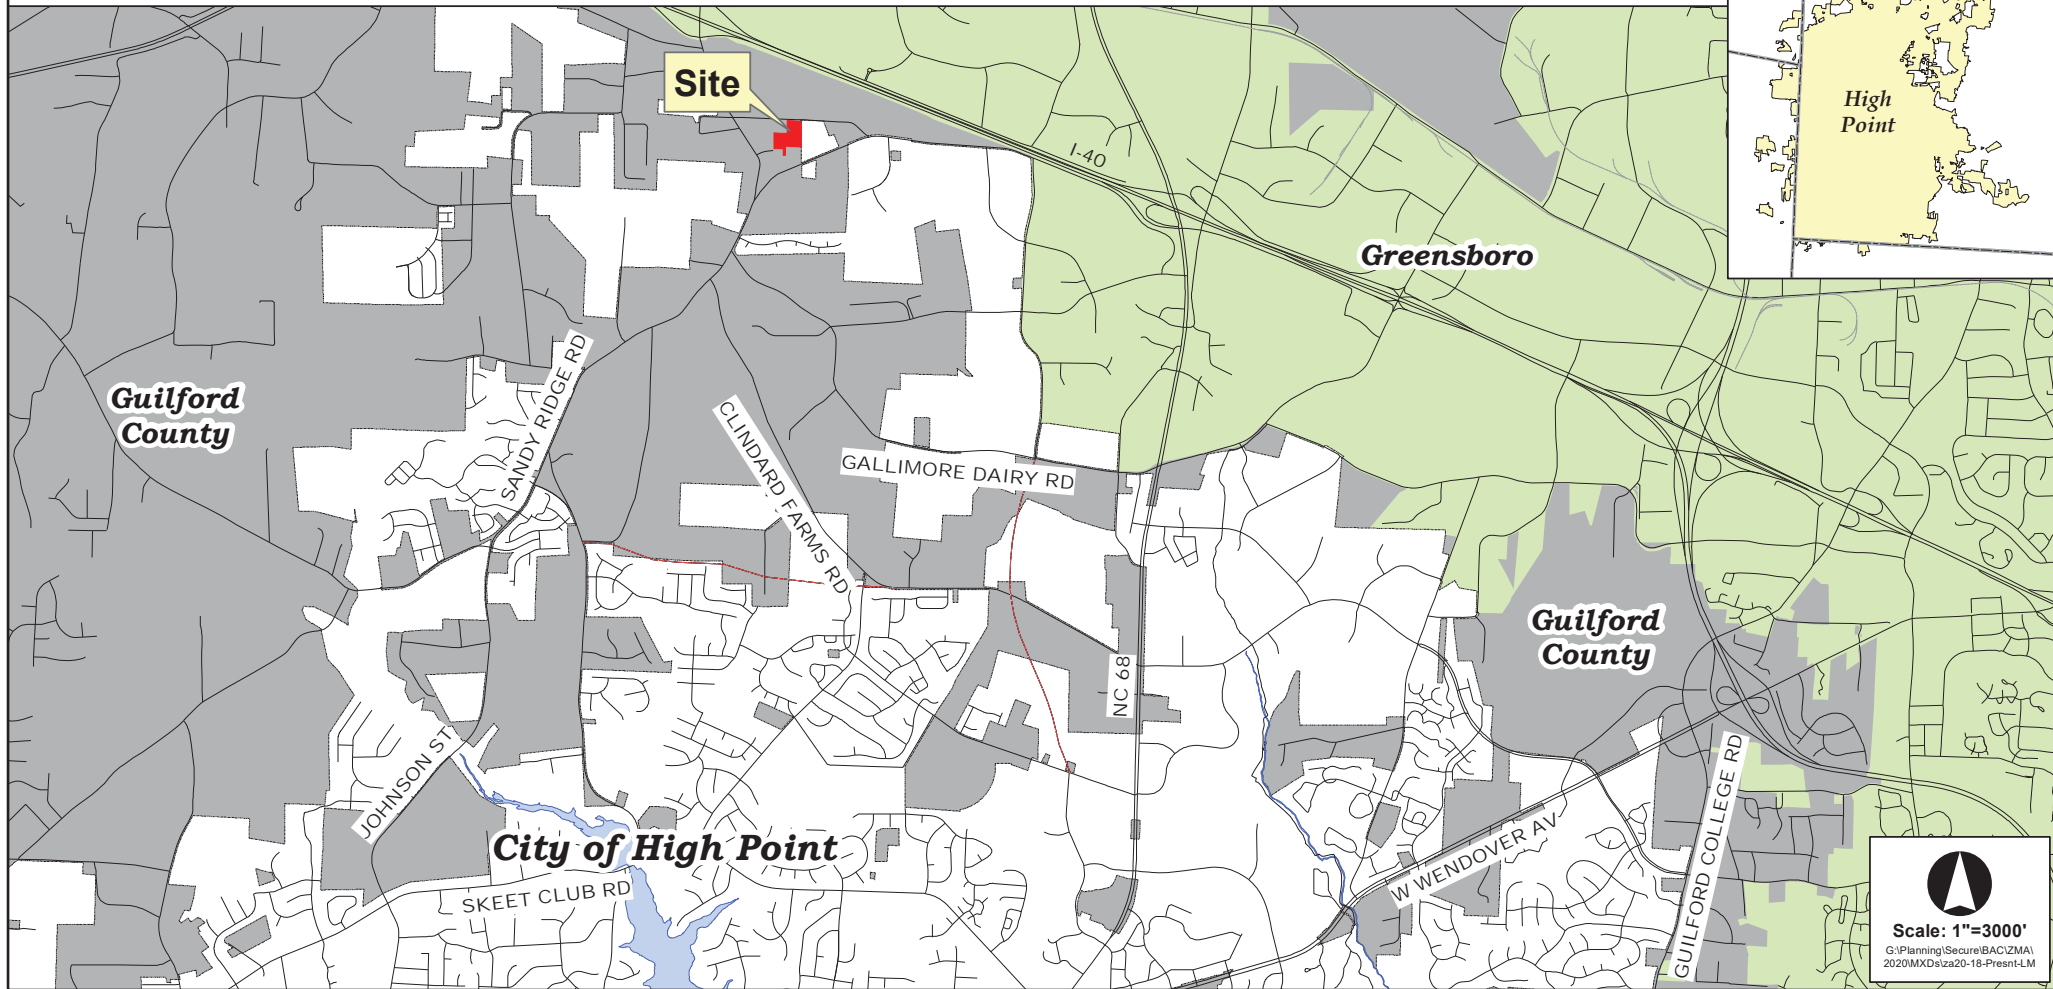 High
Point
Site
I-40
Greensboro
Guilford
County
SANDY RIDGE RD
CLINDARD FARMS RD
GALLIMORE DAIRY RD
Guilford
County
NC 68
JOHNSON ST
City of High Point
SKEET CLUB RD
W WENDOVER AV
GUILFORD COLLEGE RD
Scale: 1"=3000'
G:\Planning\Secure\BAC\ZMA\
2020\MXDs\za20-18-Presnt-LM